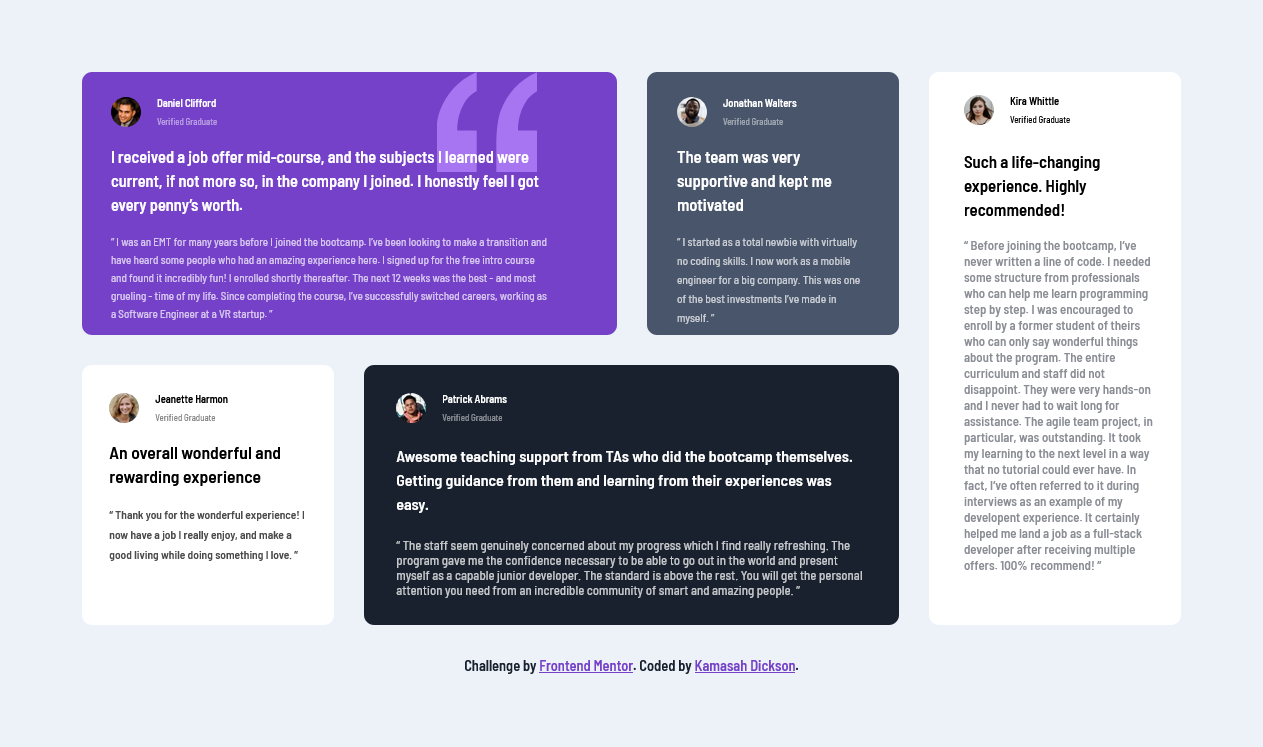 Daniel Clifford
Verified Graduate
I received a job offer mid-course, and the subjects I learned were
current, if not more so, in the company I joined. I honestly feel I got
every penny’s worth.
“ I was an EMT for many years before I joined the bootcamp. I’ve been looking to make a transition and
have heard some people who had an amazing experience here. I signed up for the free intro course
and found it incredibly fun! I enrolled shortly thereafter. The next 12 weeks was the best - and most
grueling - time of my life. Since completing the course, I’ve successfully switched careers, working as
a Software Engineer at a VR startup. ”
Jonathan Walters
Verified Graduate
The team was very
supportive and kept me
motivated
“ I started as a total newbie with virtually
no coding skills. I now work as a mobile
engineer for a big company. This was one
of the best investments I’ve made in
myself. ”
Kira Whittle
Verified Graduate
Such a life-changing
experience. Highly
recommended!
“ Before joining the bootcamp, I’ve
never written a line of code. I needed
some structure from professionals
who can help me learn programming
step by step. I was encouraged to
enroll by a former student of theirs
who can only say wonderful things
about the program. The entire
curriculum and staff did not
disappoint. They were very hands-on
and I never had to wait long for
assistance. The agile team project, in
particular, was outstanding. It took
my learning to the next level in a way
that no tutorial could ever have. In
fact, I’ve often referred to it during
interviews as an example of my
developent experience. It certainly
helped me land a job as a full-stack
developer after receiving multiple
offers. 100% recommend! “
Jeanette Harmon
Verified Graduate
An overall wonderful and
rewarding experience
“ Thank you for the wonderful experience! I
now have a job I really enjoy, and make a
good living while doing something I love. ”
Patrick Abrams
Verified Graduate
Awesome teaching support from TAs who did the bootcamp themselves.
Getting guidance from them and learning from their experiences was
easy.
“ The staff seem genuinely concerned about my progress which I find really refreshing. The
program gave me the confidence necessary to be able to go out in the world and present
myself as a capable junior developer. The standard is above the rest. You will get the personal
attention you need from an incredible community of smart and amazing people. ”
Challenge by Frontend Mentor. Coded by Kamasah Dickson.